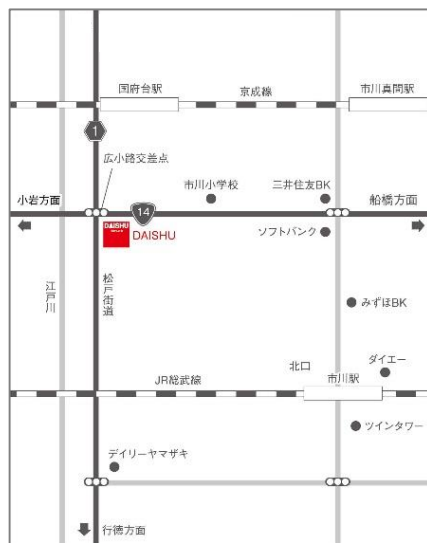 国府台駅
京成線
市川真間駅
1
広小路交差点
小岩方面
市川小学校
三井住友BK
船橋方面
14
DAISHU
DAISHU
ソフトバンク
江戸川
松戸街道
みずほBK
北口
ダイエー
JR総武線
市川駅
ツインタワー
デイリーヤマザキ
行徳方面